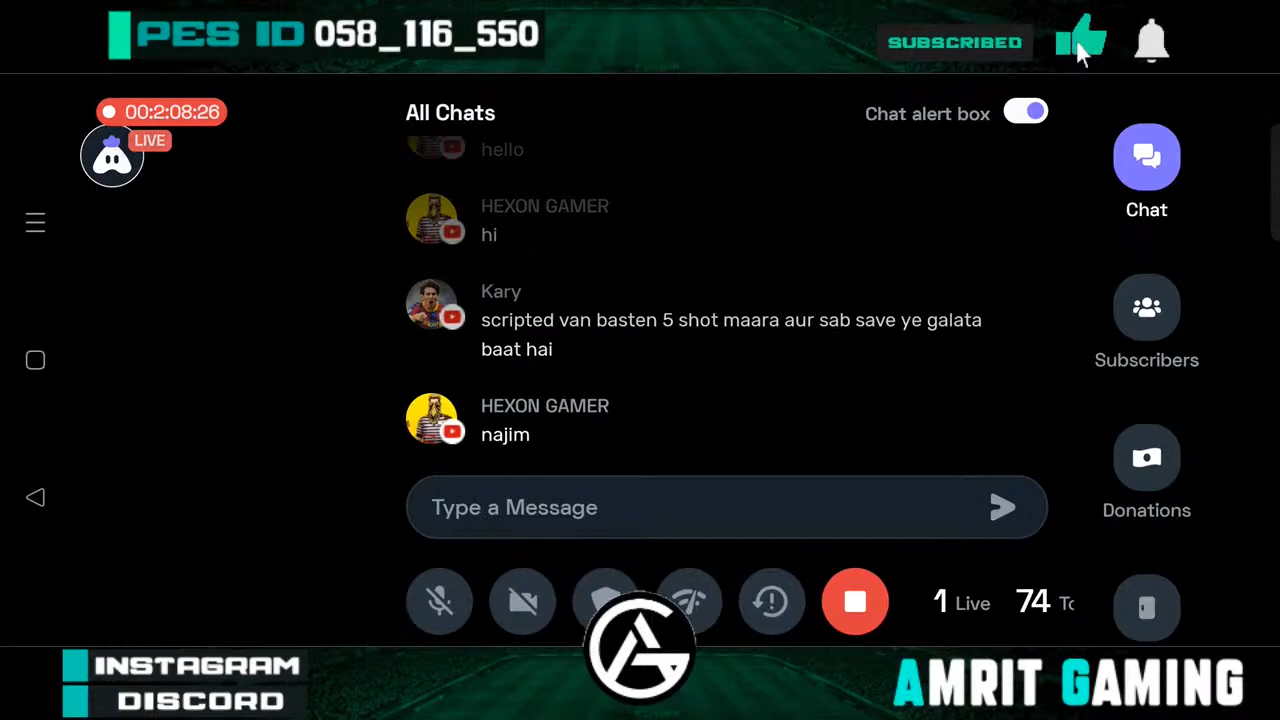 PES ID 058_116_550
SUBSCRIBED
00:2:08:26
LIVE
All Chats
Chat alert box
hello
HEXON GAMER
hi
Kary
scripted van basten 5 shot maara aur sab save ye galata
baat hai
HEXON GAMER
najim
Type a Message
Chat
Subscribers
Donations
1 Live 74 To
INSTAGRAM
DISCORD
AMRIT GAMING